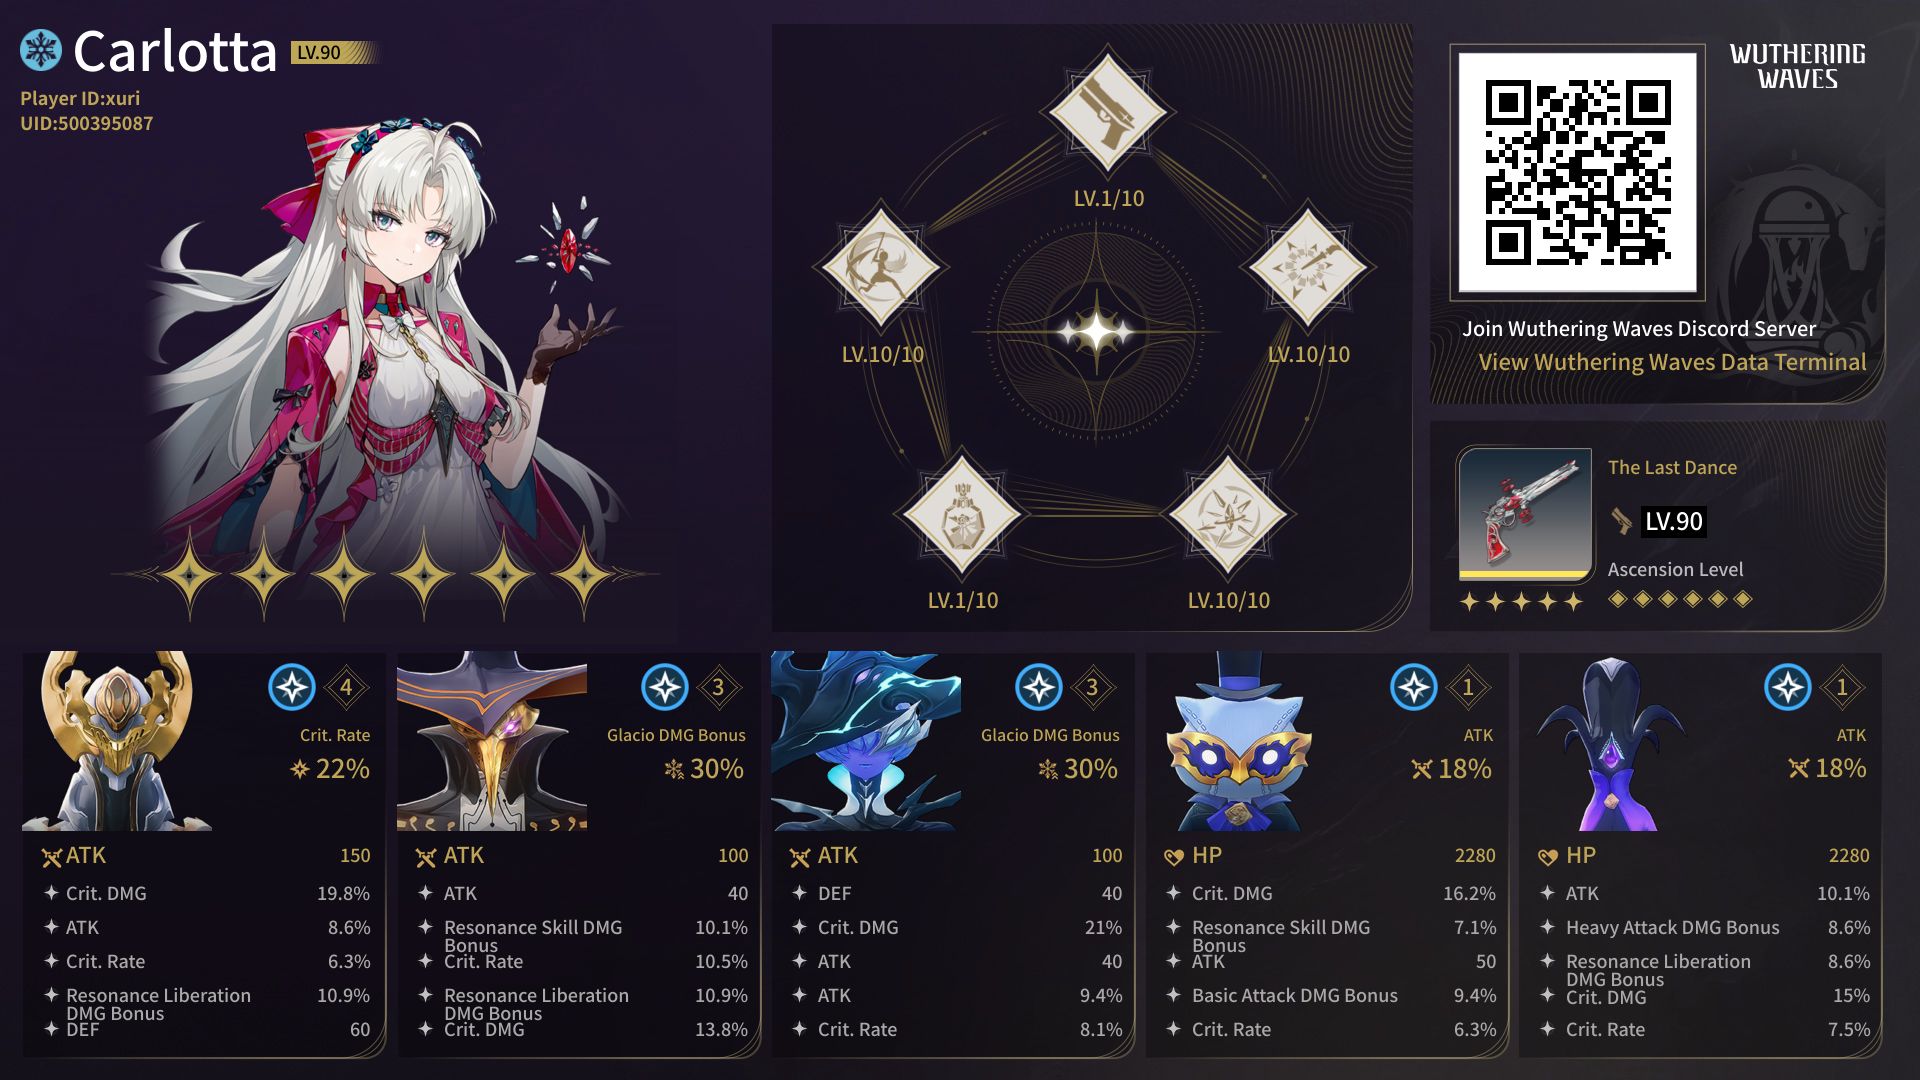 Carlotta
LV.90
Player ID:xuri
UID:500395087
LV.1/10
LV.10/10
LV.10/10
LV.1/10
LV.10/10
WUTHERING
WAVES
Join Wuthering Waves Discord Server
View Wuthering Waves Data Terminal
The Last Dance
LV.90
Ascension Level
4
Crit. Rate
22%
ATK 150
Crit. DMG 19.8%
ATK 8.6%
Crit. Rate 6.3%
Resonance Liberation 10.9%
DMG Bonus
DEF 60
3
Glacio DMG Bonus
30%
ATK 100
ATK 40
Resonance Skill DMG 10.1%
Bonus
Crit. Rate 10.5%
Resonance Liberation 10.9%
DMG Bonus
Crit. DMG 13.8%
3
Glacio DMG Bonus
30%
ATK 100
DEF 40
Crit. DMG 21%
ATK 40
ATK 9.4%
Crit. Rate 8.1%
1
ATK
18%
HP 2280
Crit. DMG 16.2%
Resonance Skill DMG 7.1%
Bonus
ATK 50
Basic Attack DMG Bonus 9.4%
Crit. Rate 6.3%
1
ATK
18%
HP 2280
ATK 10.1%
Heavy Attack DMG Bonus 8.6%
Resonance Liberation 8.6%
DMG Bonus
Crit. DMG 15%
Crit. Rate 7.5%